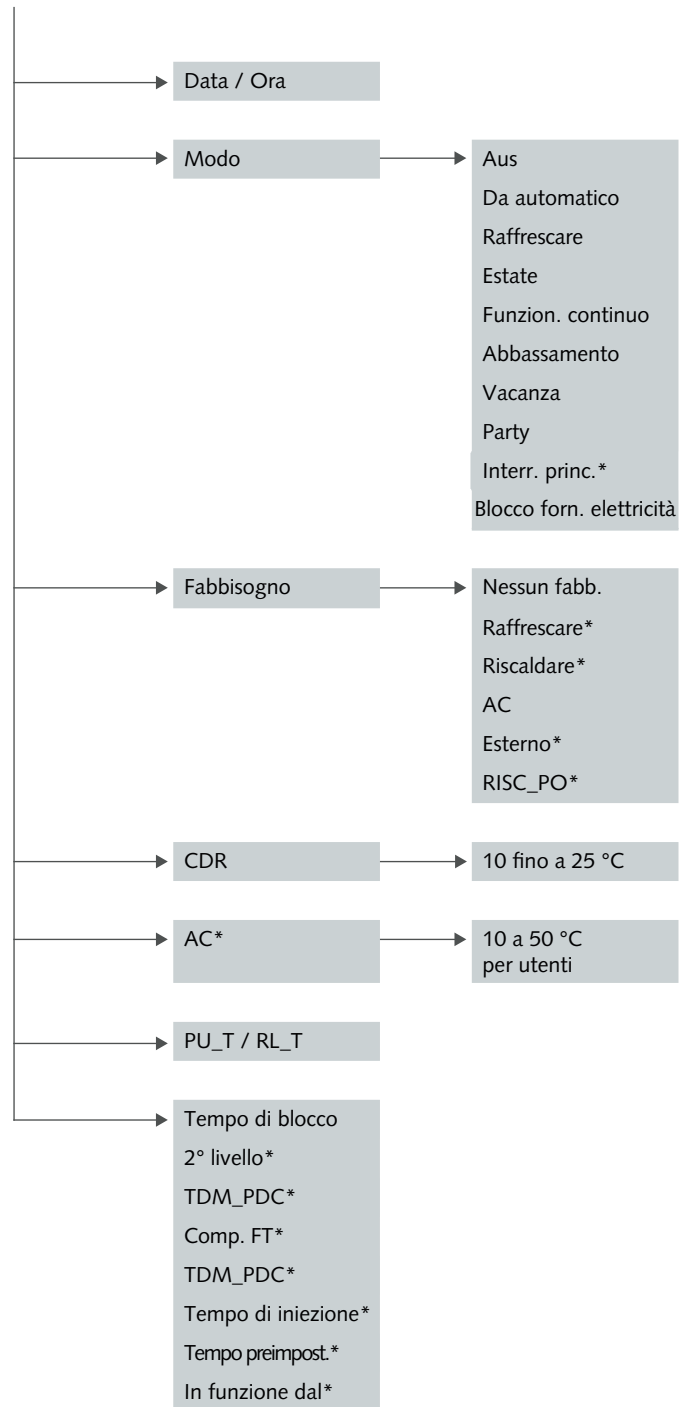 Data / Ora
Modo
Aus
Da automatico
Raffrescare
Estate
Funzion. continuo
Abbassamento
Vacanza
Party
Interr. princ.*
Blocco forn. elettricità
Fabbisogno
Nessun fabb.
Raffrescare*
Riscaldare*
AC
Esterno*
RISC_PO*
CDR
10 fino a 25 °C
AC*
10 a 50 °C
per utenti
PU_T / RL_T
Tempo di blocco
2° livello*
TDM_PDC*
Comp. FT*
TDM_PDC*
Tempo di iniezione*
Tempo preimpost.*
In funzione dal*